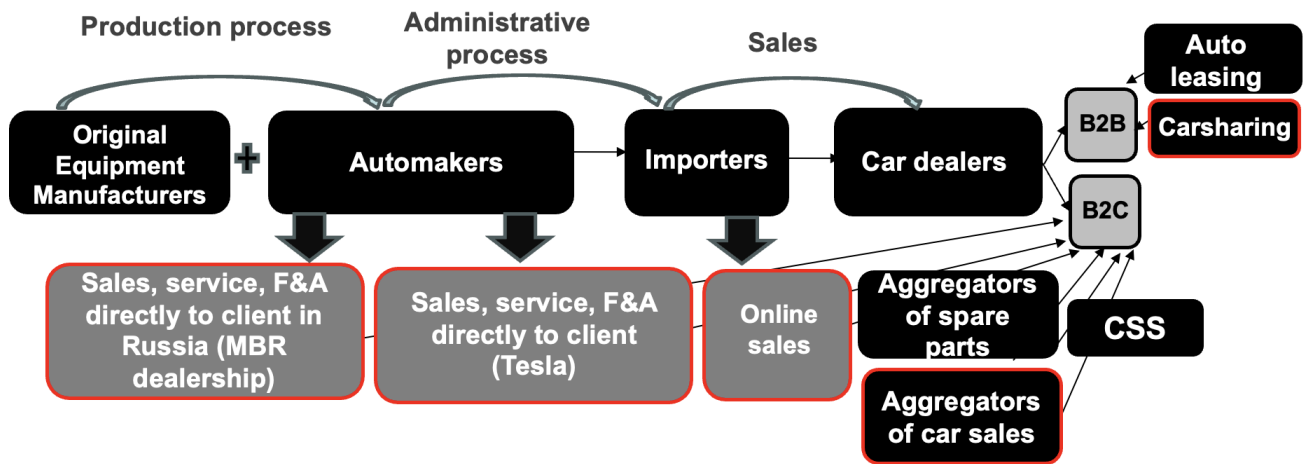 Production process
Administrative
process
Sales
Auto
leasing
Original
Equipment
Manufacturers
+
Automakers
Importers
Car dealers
B2B
Carsharing
B2C
Sales, service, F&A
directly to client in
Russia (MBR
dealership)
Sales, service, F&A
directly to client
(Tesla)
Online
sales
Aggregators
of spare
parts
CSS
Aggregators
of car sales